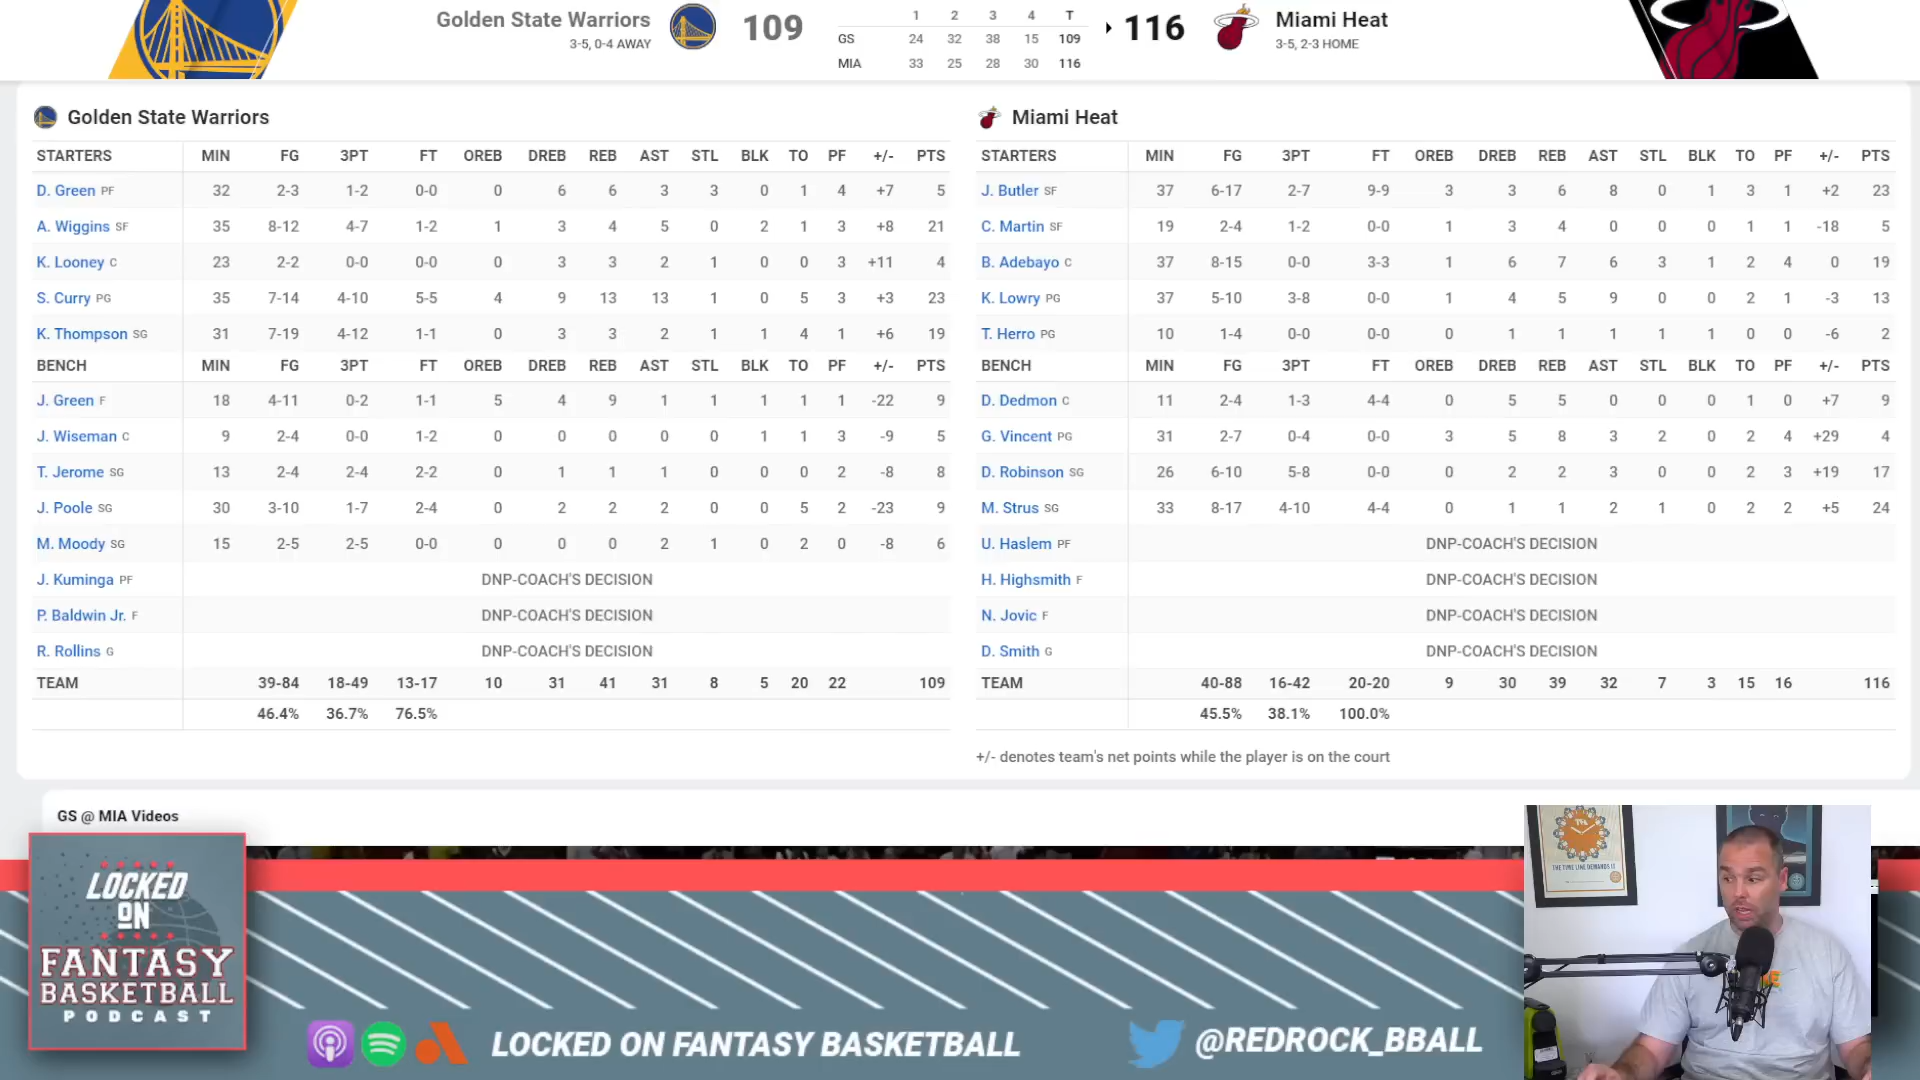 Golden State Warriors
3-5, 0-4 AWAY
109
1 2 3 4 T
GS 24 32 38 15 109
MIA 33 25 28 30 116
116
Miami Heat
3-5, 2-3 HOME
Golden State Warriors
STARTERS MIN FG 3PT FT OREB DREB REB AST STL BLK TO PF +/- PTS
D. Green PF 32 2-3 1-2 0-0 0 6 6 3 3 0 1 4 +7 5
A. Wiggins SF 35 8-12 4-7 1-2 1 3 4 5 0 2 1 3 +8 21
K. Looney C 23 2-2 0-0 0-0 0 3 3 2 1 0 0 3 +11 4
S. Curry PG 35 7-14 4-10 5-5 4 9 13 13 1 0 5 3 +3 23
K. Thompson SG 31 7-19 4-12 1-1 0 3 3 2 1 1 4 1 +6 19
BENCH MIN FG 3PT FT OREB DREB REB AST STL BLK TO PF +/- PTS
J. Green F 18 4-11 0-2 1-1 5 4 9 1 1 1 1 1 -22 9
J. Wiseman C 9 2-4 0-0 1-2 0 0 0 0 0 1 1 3 -9 5
T. Jerome SG 13 2-4 2-4 2-2 0 1 1 1 0 0 0 2 -8 8
J. Poole SG 30 3-10 1-7 2-4 0 2 2 2 0 0 5 2 -23 9
M. Moody SG 15 2-5 2-5 0-0 0 0 0 2 1 0 2 0 -8 6
J. Kuminga PF DNP-COACH'S DECISION
P. Baldwin Jr. F DNP-COACH'S DECISION
R. Rollins G DNP-COACH'S DECISION
TEAM 39-84 18-49 13-17 10 31 41 31 8 5 20 22 109
46.4% 36.7% 76.5%
Miami Heat
STARTERS MIN FG 3PT FT OREB DREB REB AST STL BLK TO PF +/- PTS
J. Butler SF 37 6-17 2-7 9-9 3 3 6 8 0 1 3 1 +2 23
C. Martin SF 19 2-4 1-2 0-0 1 3 4 0 0 0 1 1 -18 5
B. Adebayo C 37 8-15 0-0 3-3 1 6 7 6 3 1 2 4 0 19
K. Lowry PG 37 5-10 3-8 0-0 1 4 5 9 0 0 2 1 -3 13
T. Herro PG 10 1-4 0-0 0-0 0 1 1 1 1 1 0 0 -6 2
BENCH MIN FG 3PT FT OREB DREB REB AST STL BLK TO PF +/- PTS
D. Dedmon C 11 2-4 1-3 4-4 0 5 5 0 0 0 1 0 +7 9
G. Vincent PG 31 2-7 0-4 0-0 3 5 8 3 2 0 2 4 +29 4
D. Robinson SG 26 6-10 5-8 0-0 0 2 2 3 0 0 2 3 +19 17
M. Strus SG 33 8-17 4-10 4-4 0 1 1 2 1 0 2 2 +5 24
U. Haslem PF DNP-COACH'S DECISION
H. Highsmith F DNP-COACH'S DECISION
N. Jovic F DNP-COACH'S DECISION
D. Smith G DNP-COACH'S DECISION
TEAM 40-88 16-42 20-20 9 30 39 32 7 3 15 16 116
45.5% 38.1% 100.0%
+/- denotes team's net points while the player is on the court
GS @ MIA Videos
LOCKED
ON
FANTASY
BASKETBALL
PODCAST
LOCKED ON FANTASY BASKETBALL
@REDROCK_BBALL